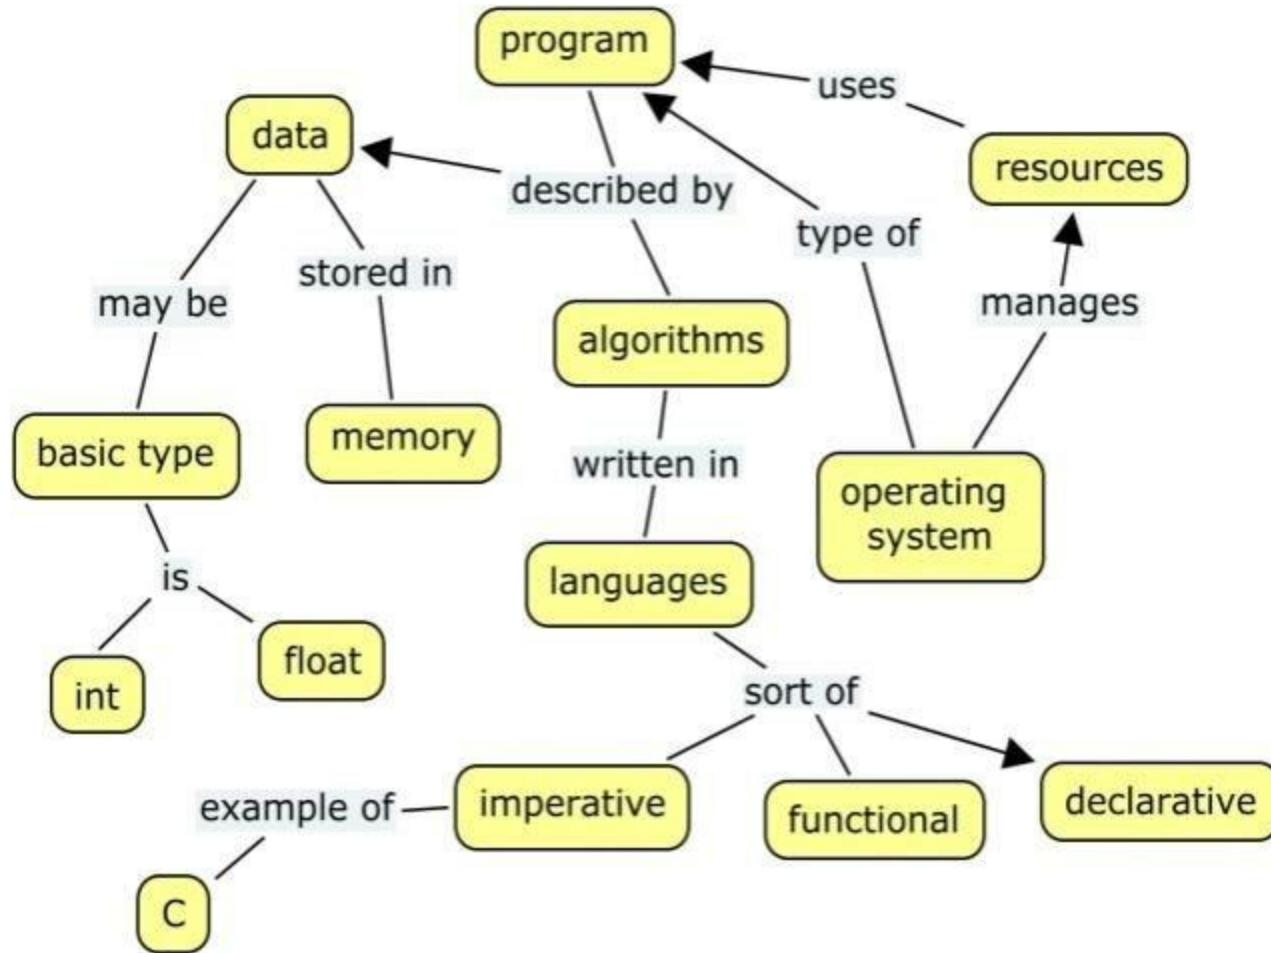 program
uses
data
resources
described by
type of
stored in
may be
manages
algorithms
memory
basic type
written in
operating
system
is
languages
float
int
sort of
imperative
declarative
example of
functional
C